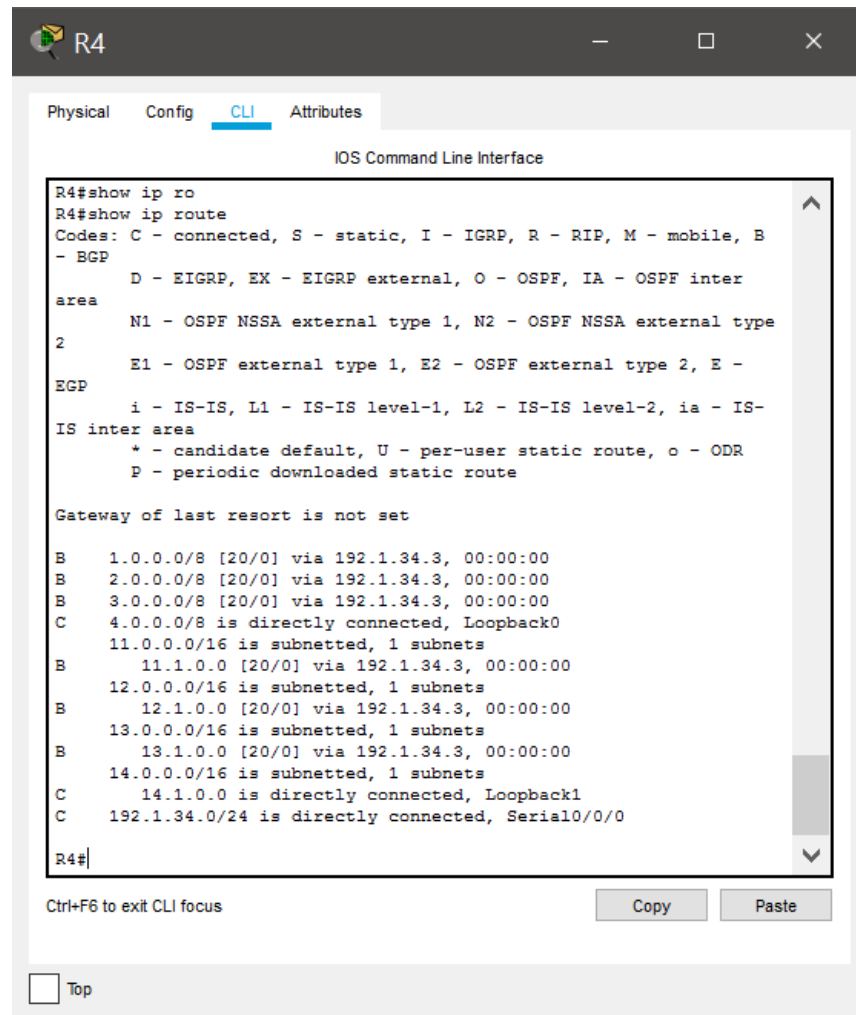 R4
Physical Config CLI Attributes
IOS Command Line Interface
R4#show ip ro
R4#show ip route
Codes: C - connected, S - static, I - IGRP, R - RIP, M - mobile, B
- BGP
       D - EIGRP, EX - EIGRP external, O - OSPF, IA - OSPF inter
area
       N1 - OSPF NSSA external type 1, N2 - OSPF NSSA external type
2
       E1 - OSPF external type 1, E2 - OSPF external type 2, E -
EGP
       i - IS-IS, L1 - IS-IS level-1, L2 - IS-IS level-2, ia - IS-
IS inter area
       * - candidate default, U - per-user static route, o - ODR
       P - periodic downloaded static route

Gateway of last resort is not set

B    1.0.0.0/8 [20/0] via 192.1.34.3, 00:00:00
B    2.0.0.0/8 [20/0] via 192.1.34.3, 00:00:00
B    3.0.0.0/8 [20/0] via 192.1.34.3, 00:00:00
C    4.0.0.0/8 is directly connected, Loopback0
     11.0.0.0/16 is subnetted, 1 subnets
B       11.1.0.0 [20/0] via 192.1.34.3, 00:00:00
     12.0.0.0/16 is subnetted, 1 subnets
B       12.1.0.0 [20/0] via 192.1.34.3, 00:00:00
     13.0.0.0/16 is subnetted, 1 subnets
B       13.1.0.0 [20/0] via 192.1.34.3, 00:00:00
     14.0.0.0/16 is subnetted, 1 subnets
C       14.1.0.0 is directly connected, Loopback1
C    192.1.34.0/24 is directly connected, Serial0/0/0

R4#
Ctrl+F6 to exit CLI focus Copy Paste
Top